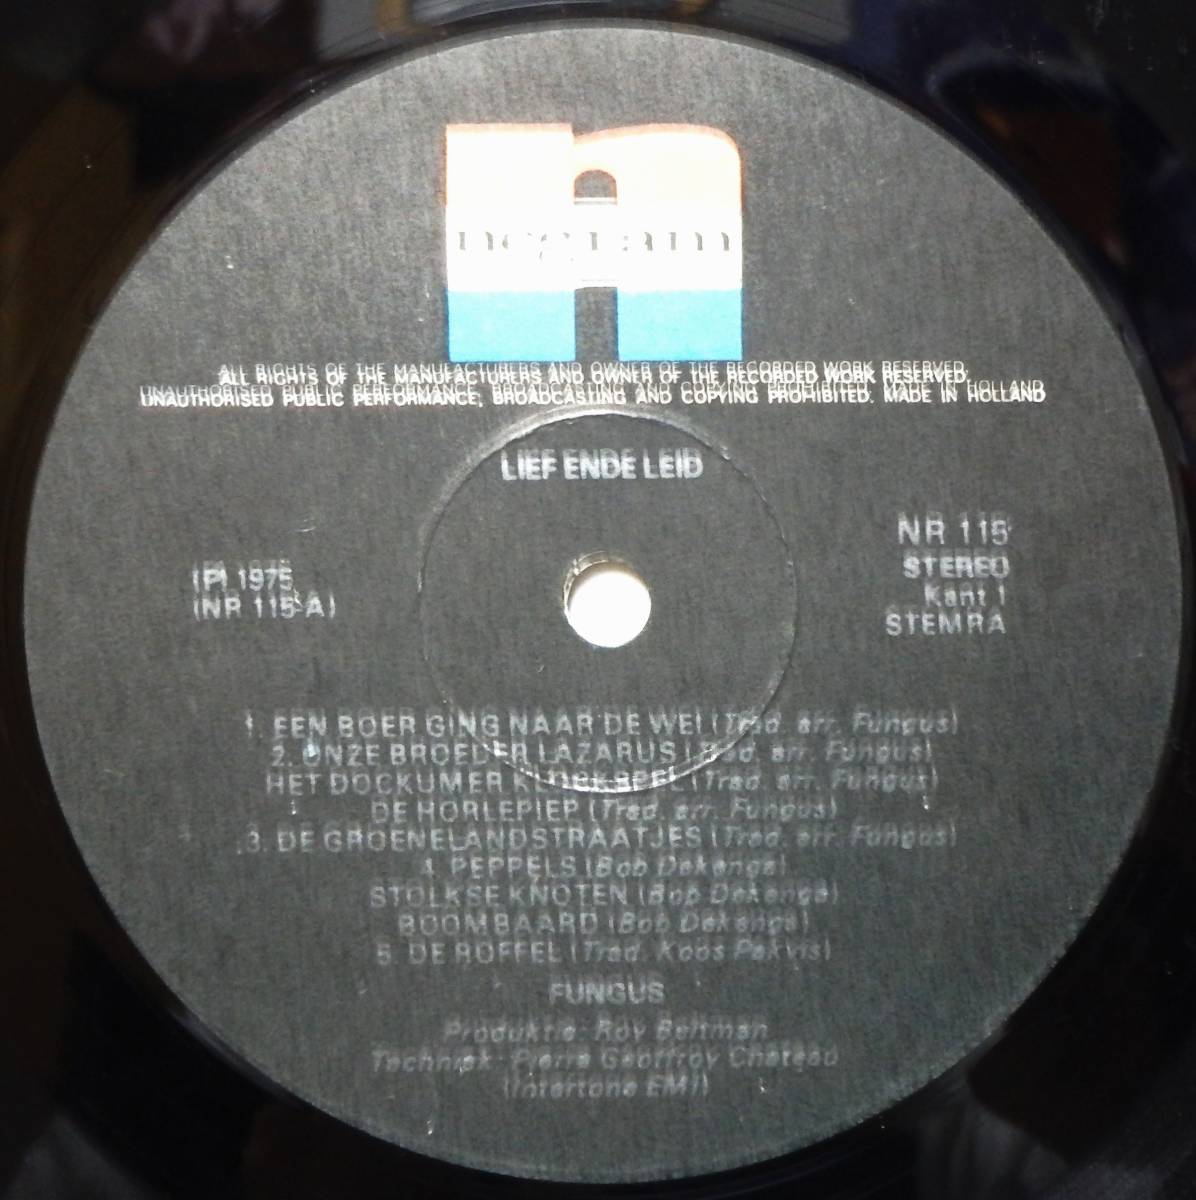 negram
ALL RIGHTS OF THE MANUFACTURERS AND OWNER OF THE RECORDED WORK RESERVED.
UNAUTHORISED PUBLIC PERFORMANCE, BROADCASTING AND COPYING PROHIBITED. MADE IN HOLLAND
LIEF ENDE LEID
(P) 1975
(NR 115-A)
NR 115
STEREO
Kant 1
STEMRA
1. EEN BOER GING NAAR DE WEI (Trad. arr. Fungus)
2. ONZE BROEDER LAZARUS (Trad. arr. Fungus)
HET DOCKUMER KLOKKSPEL (Trad. arr. Fungus)
DE HORLEPIEP (Trad. arr. Fungus)
3. DE GROENELANDSTRAATJES (Trad. arr. Fungus)
4. PEPPELS (Bob Dekenga)
STOLKSE KNOTEN (Bob Dekenga)
BOOMBAARD (Bob Dekenga)
5. DE ROFFEL (Trad. Koos Pakvis)
FUNGUS
Produktie: Roy Beltman
Techniek: Pierre Geoffroy Chateau
(Intertone EMI)